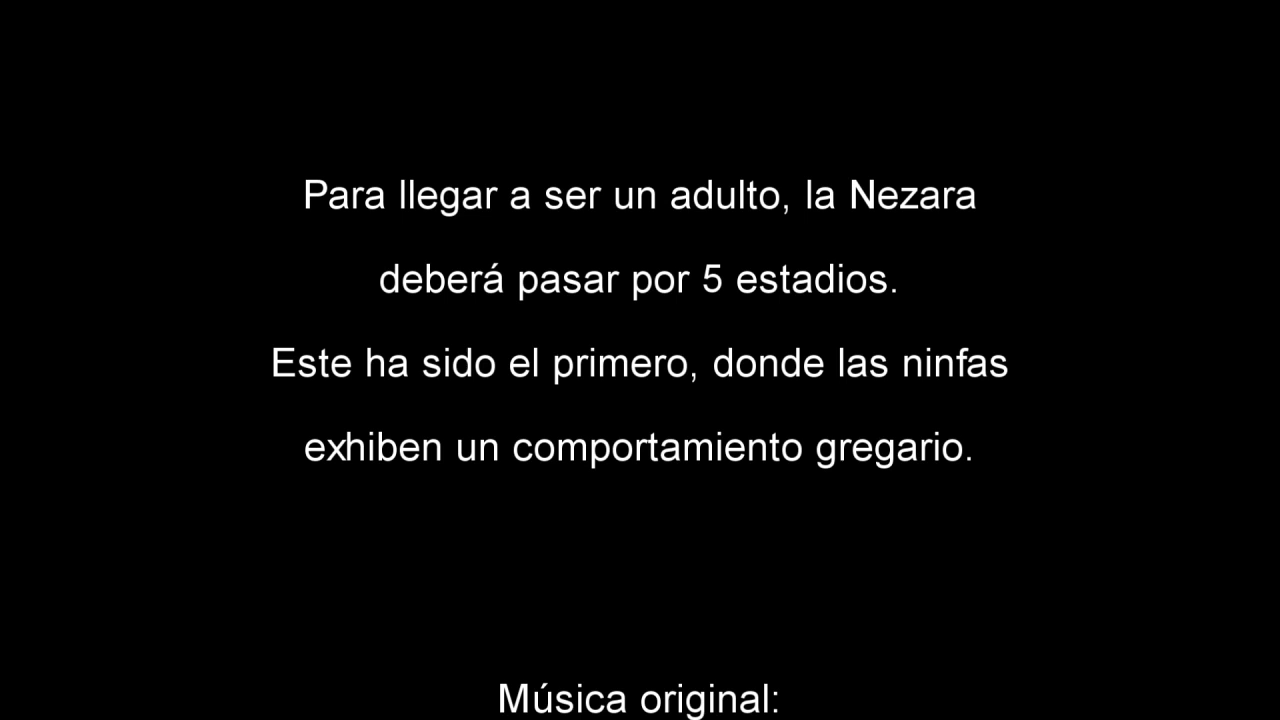 Para llegar a ser un adulto, la Nezara
deberá pasar por 5 estadios.
Este ha sido el primero, donde las ninfas
exhiben un comportamiento gregario.
Música original: